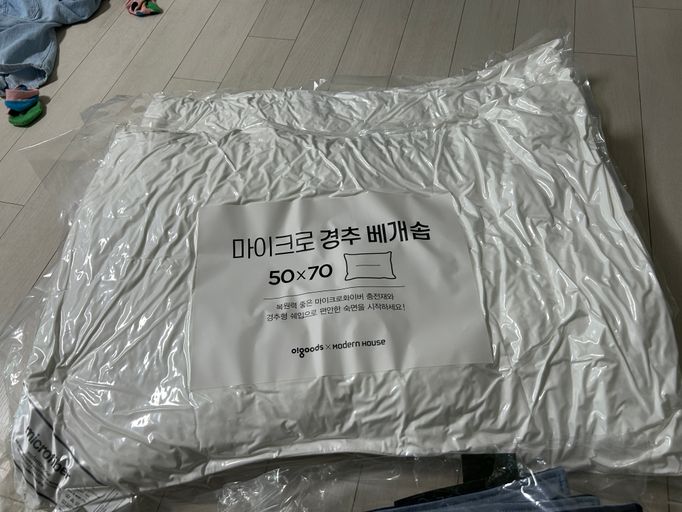 마이크로 경추 베개솜
50×70
복원력 좋은 마이크로화이버 충전재와
경추형 쉐입으로 편안한 숙면을 시작하세요!
oigoods × MODERN HOUSE